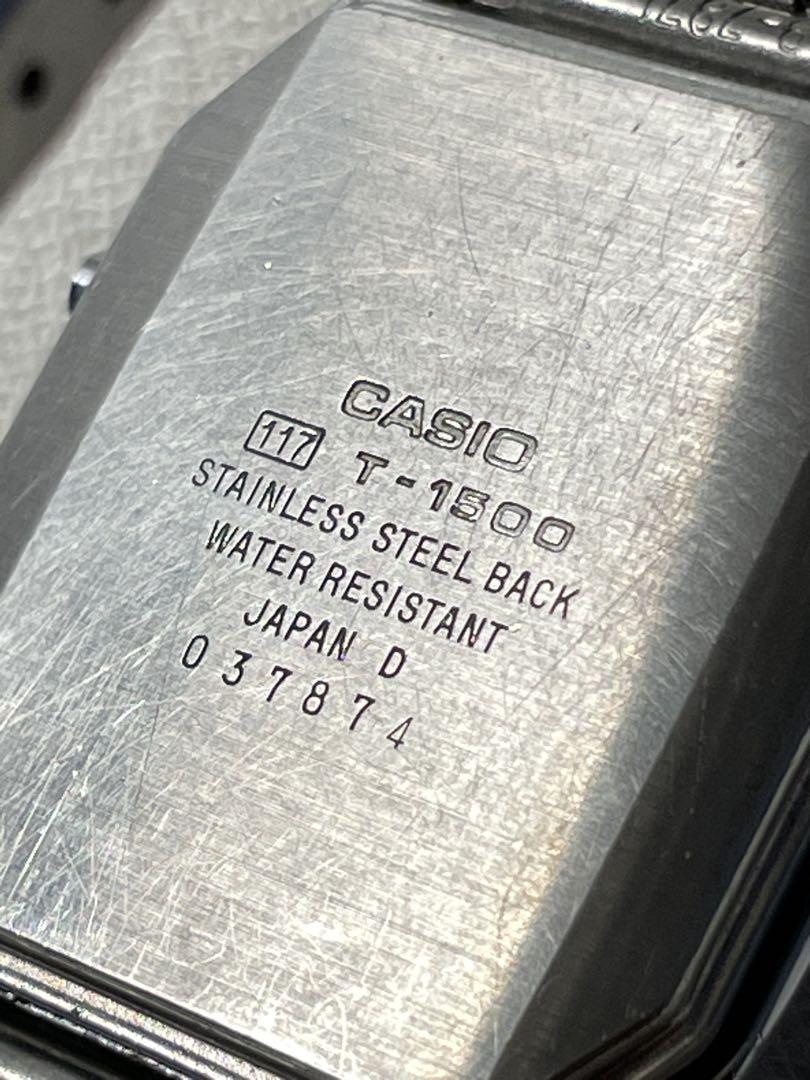 CASIO
117 T-1500
STAINLESS STEEL BACK
WATER RESISTANT
JAPAN D
037874